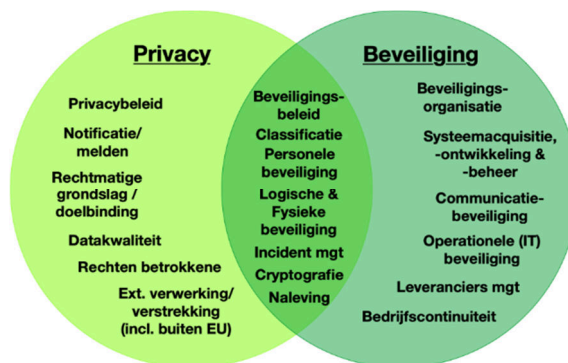 Privacy
Privacybeleid
Notificatie/
melden
Rechtmatige
grondslag /
doelbinding
Datakwaliteit
Rechten betrokkene
Ext. verwerking/
verstrekking
(incl. buiten EU)
Beveiligings-
beleid
Classificatie
Personele
beveiliging
Logische &
Fysieke
beveiliging
Incident mgt
Cryptografie
Naleving
Beveiliging
Beveiligings-
organisatie
Systeemacquisitie,
-ontwikkeling &
-beheer
Communicatie-
beveiliging
Operationele (IT)
beveiliging
Leveranciers mgt
Bedrijfscontinuiteit